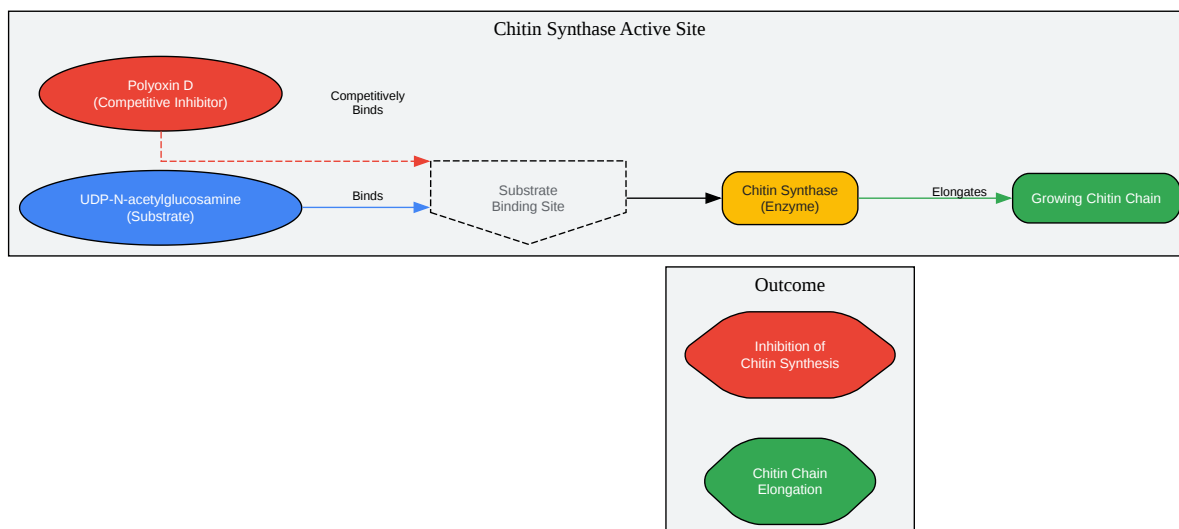 Chitin Synthase Active Site
Polyoxin D
(Competitive Inhibitor)
Competitively
Binds
UDP-N-acetylglucosamine
(Substrate)
Binds
Substrate
Binding Site
Chitin Synthase
(Enzyme)
Elongates
Growing Chitin Chain
Outcome
Inhibition of
Chitin Synthesis
Chitin Chain
Elongation